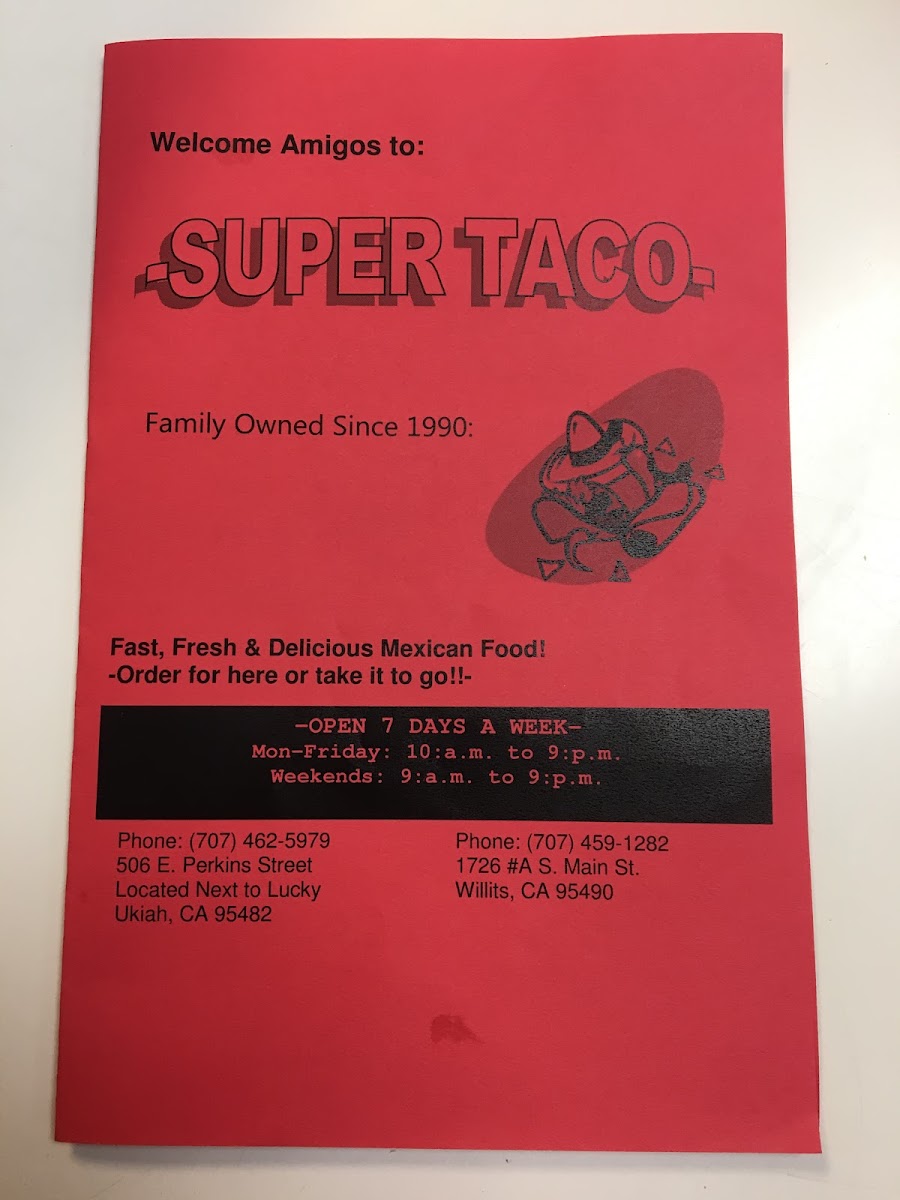 Welcome Amigos to:
-SUPER TACO-
Family Owned Since 1990:
Fast, Fresh & Delicious Mexican Food!
-Order for here or take it to go!!-
-OPEN 7 DAYS A WEEK-
Mon-Friday: 10:a.m. to 9:p.m.
Weekends: 9:a.m. to 9:p.m.
Phone: (707) 462-5979
506 E. Perkins Street
Located Next to Lucky
Ukiah, CA 95482
Phone: (707) 459-1282
1726 #A S. Main St.
Willits, CA 95490